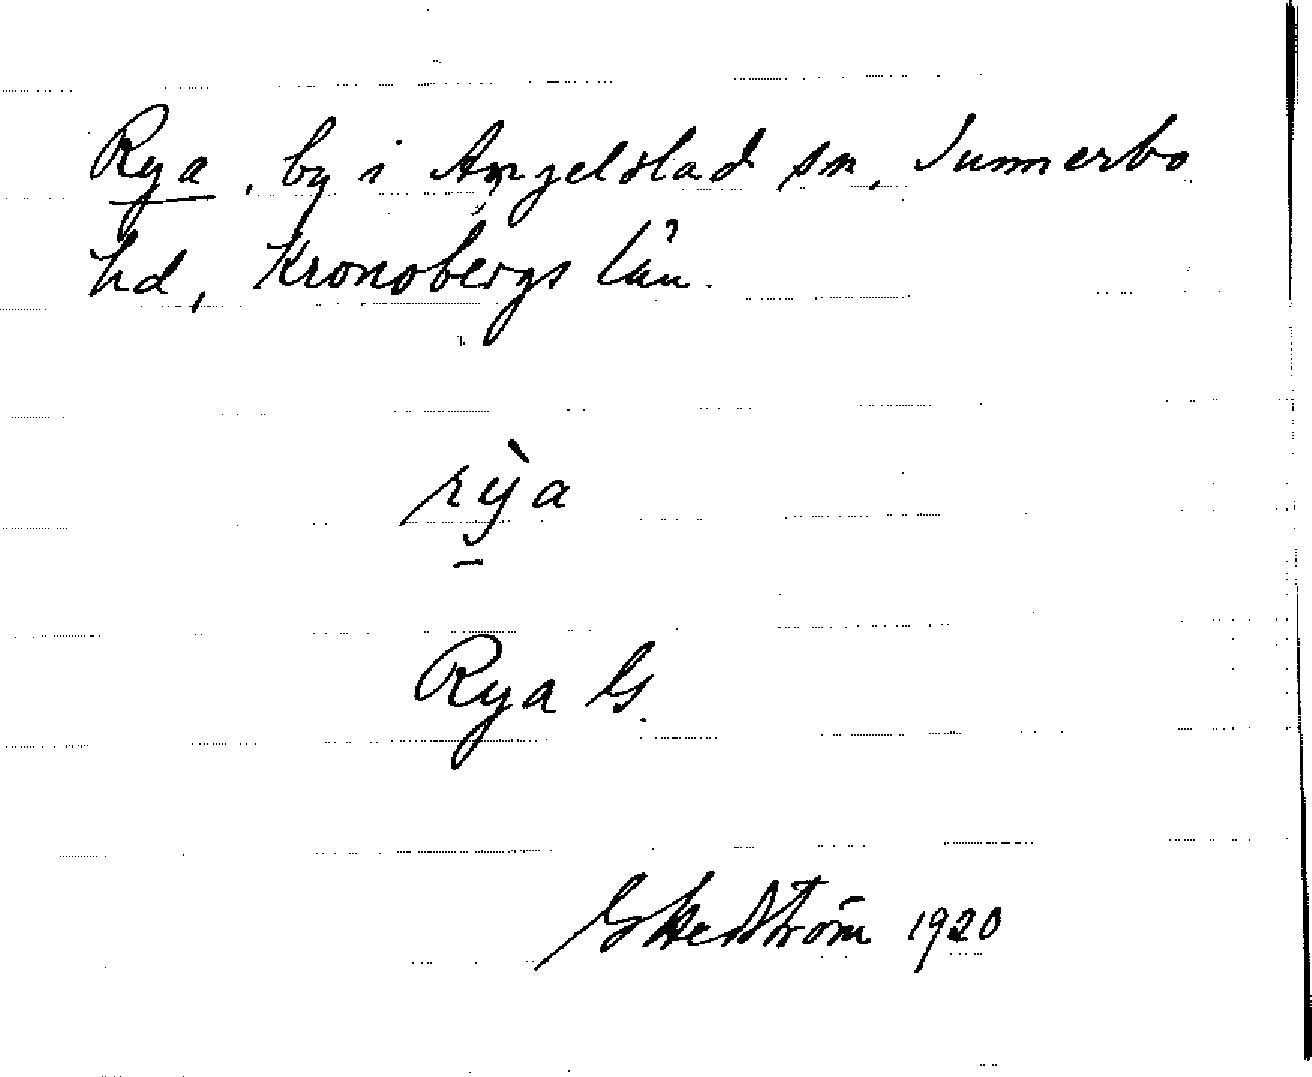 Rya, by i Angelstad sn, Sunnerbo
hd, Kronobergs län.
rỳa
Rya G.
G Hedström 1920